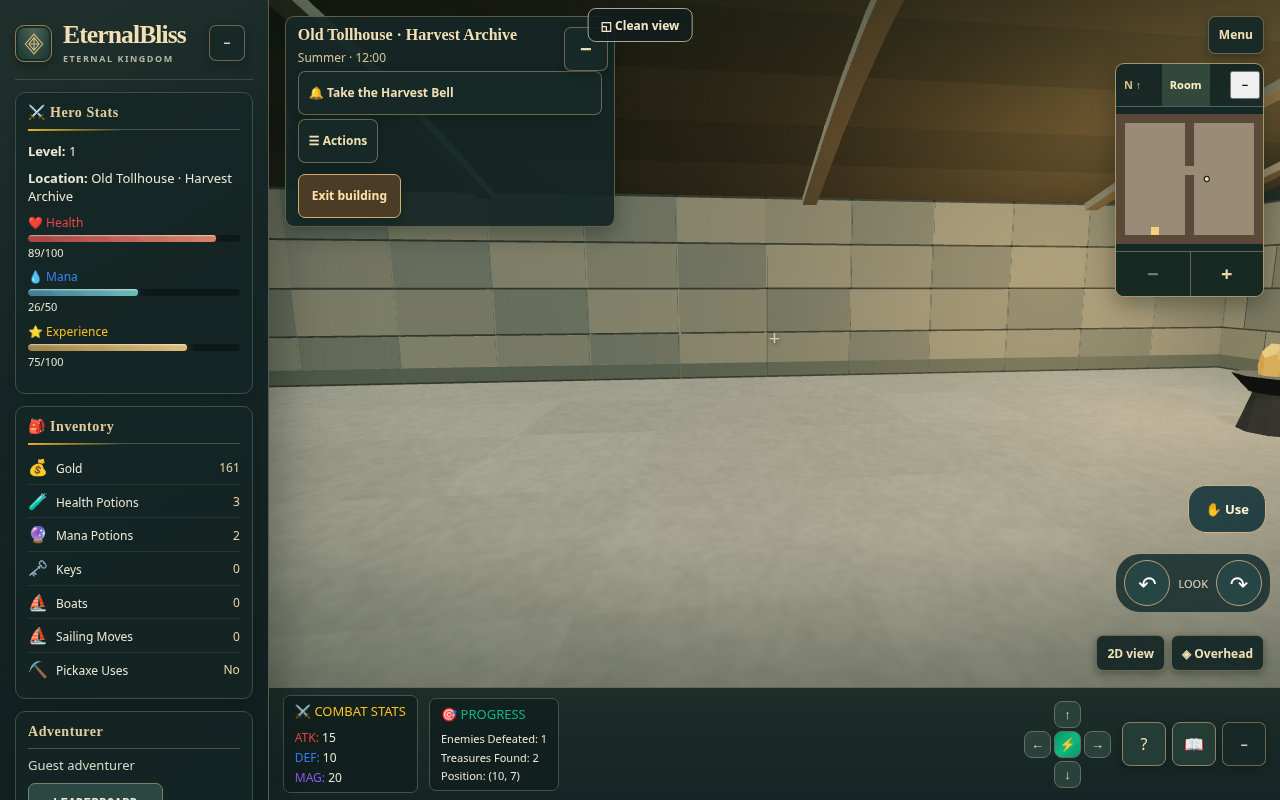 EternalBliss
ETERNAL KINGDOM
–
⚔️ Hero Stats
Level: 1
Location: Old Tollhouse · Harvest
Archive
❤️ Health
89/100
💧 Mana
26/50
⭐ Experience
75/100
🎒 Inventory
💰 Gold 161
🧪 Health Potions 3
🔮 Mana Potions 2
🗝️ Keys 0
⛵ Boats 0
⛵ Sailing Moves 0
⛏️ Pickaxe Uses No
Adventurer
Guest adventurer
Old Tollhouse · Harvest Archive
Summer · 12:00
–
🔔 Take the Harvest Bell
☰ Actions
Exit building
◱ Clean view
Menu
N ↑ Room –
– +
✋ Use
↶ LOOK ↷
2D view ◈ Overhead
⚔️ COMBAT STATS
ATK: 15
DEF: 10
MAG: 20
🎯 PROGRESS
Enemies Defeated: 1
Treasures Found: 2
Position: (10, 7)
↑
← ⚡ →
↓
? 📖 –